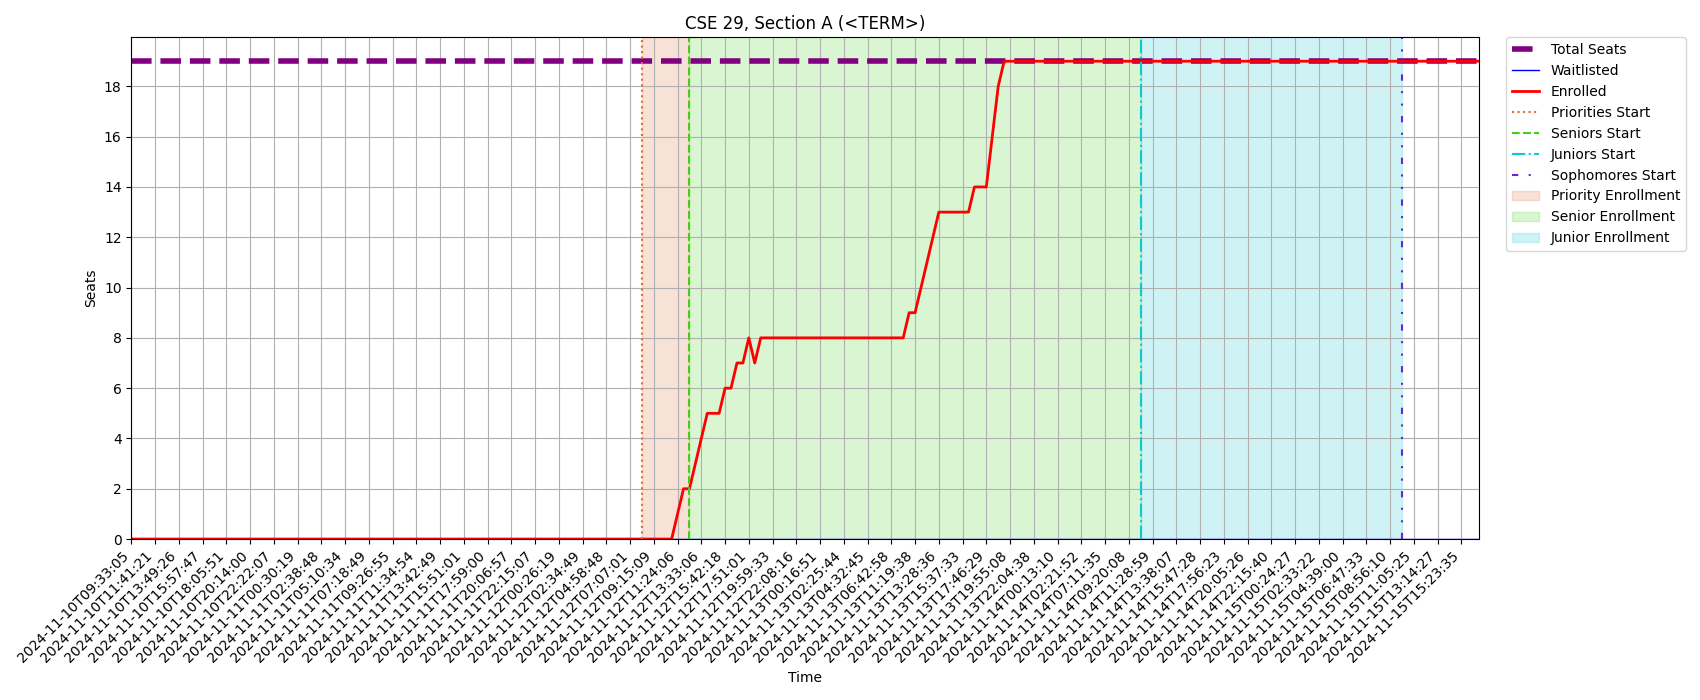 CSE 29, Section A (<TERM>)
Total Seats
Waitlisted
Enrolled
Priorities Start
Seniors Start
Juniors Start
Sophomores Start
Priority Enrollment
Senior Enrollment
Junior Enrollment
Seats
18
16
14
12
10
8
6
4
2
0
2024-11-10T09:33:05
2024-11-10T11:41:21
2024-11-10T13:49:26
2024-11-10T15:57:47
2024-11-10T18:05:51
2024-11-10T20:14:00
2024-11-10T22:22:07
2024-11-11T00:30:19
2024-11-11T02:38:48
2024-11-11T05:10:34
2024-11-11T07:18:49
2024-11-11T09:26:55
2024-11-11T11:34:54
2024-11-11T13:42:49
2024-11-11T15:51:01
2024-11-11T17:59:00
2024-11-11T20:06:57
2024-11-11T22:15:07
2024-11-12T00:26:19
2024-11-12T02:34:49
2024-11-12T04:58:48
2024-11-12T07:07:01
2024-11-12T09:15:09
2024-11-12T11:24:06
2024-11-12T13:33:06
2024-11-12T15:42:18
2024-11-12T17:51:01
2024-11-12T19:59:33
2024-11-12T22:08:16
2024-11-13T00:16:51
2024-11-13T02:25:44
2024-11-13T04:32:45
2024-11-13T06:42:58
2024-11-13T11:19:38
2024-11-13T13:28:36
2024-11-13T15:37:33
2024-11-13T17:46:29
2024-11-13T19:55:08
2024-11-13T22:04:38
2024-11-14T00:13:10
2024-11-14T02:21:52
2024-11-14T07:11:35
2024-11-14T09:20:08
2024-11-14T11:28:59
2024-11-14T13:38:07
2024-11-14T15:47:28
2024-11-14T17:56:23
2024-11-14T20:05:26
2024-11-14T22:15:40
2024-11-15T00:24:27
2024-11-15T02:33:22
2024-11-15T04:39:00
2024-11-15T06:47:33
2024-11-15T08:56:10
2024-11-15T11:05:25
2024-11-15T13:14:27
2024-11-15T15:23:35
Time